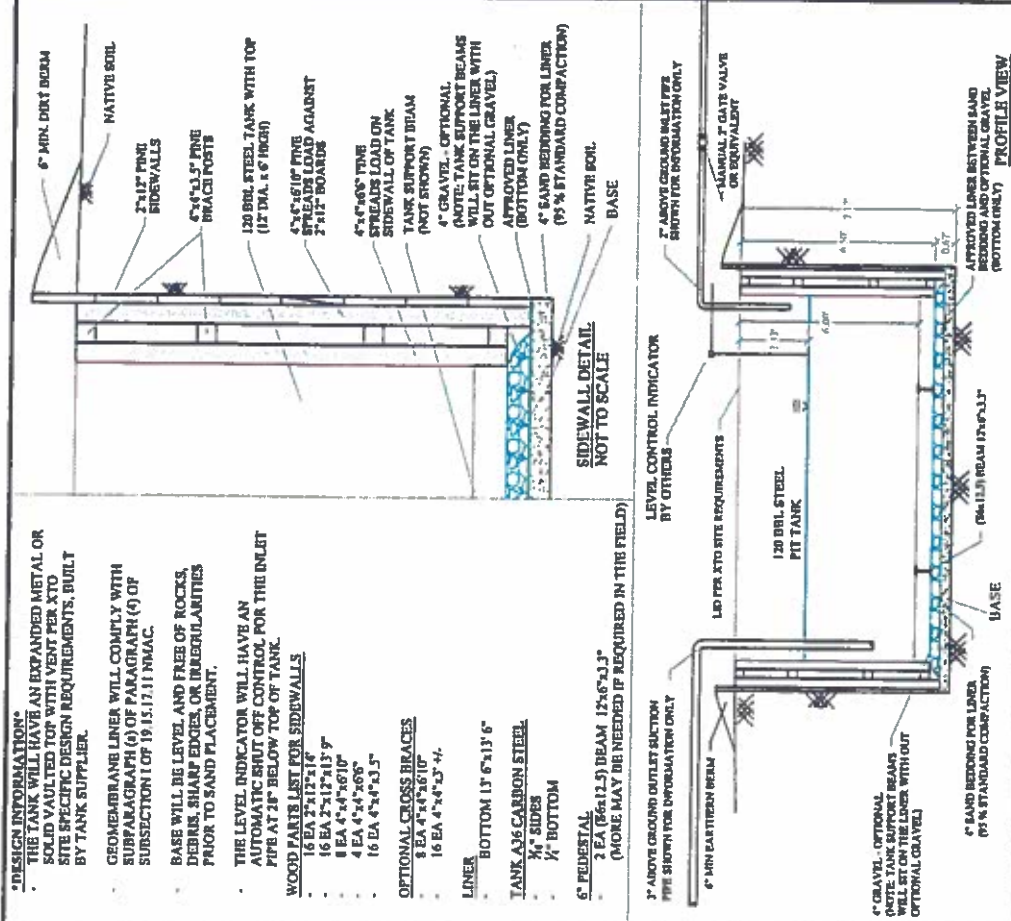 *DESIGN INFORMATION*
- THE TANK WILL HAVE AN EXPANDED METAL OR
SOLID VAULTED TOP WITH VENT PER XTO
SITE SPECIFIC DESIGN REQUIREMENTS, BUILT
BY TANK SUPPLIER.
- GEOMEMBRANE LINER WILL COMPLY WITH
SUBPARAGRAPH (a) OF PARAGRAPH (4) OF
SUBSECTION I OF 19.15.17.11 NMAC.
- BASE WILL BE LEVEL AND FREE OF ROCKS,
DEBRIS, SHARP EDGES, OR IRREGULARITIES
PRIOR TO SAND PLACEMENT.
- THE LEVEL INDICATOR WILL HAVE AN
AUTOMATIC SHUT OFF CONTROL FOR THE INLET
PIPE AT 28" BELOW TOP OF TANK.
WOOD PARTS LIST FOR SIDEWALLS
- 16 EA 2"x12"x14'
- 16 EA 2"x12"x13' 9"
- 8 EA 4"x4"x6'10"
- 4 EA 4"x4"x6'6"
- 16 EA 4"x4"x3.5"
OPTIONAL CROSS BRACES
- 8 EA 4"x4"x6'10"
- 16 EA 4"x4"x3' +/-
LINER
- BOTTOM 13' 6"x13' 6"
TANK A36 CARBON STEEL
- SIDES
- ¼" BOTTOM
6" PEDESTAL
- 2 EA (S6x12.5) BEAM 12'x6"x3.3"
(MORE MAY BE NEEDED IF REQUIRED IN THE FIELD)
6" MIN. DIRT BERM
NATIVE SOIL
2"x12" PINE
SIDEWALLS
4"x4"x3.5" PINE
BRACE POSTS
120 BBL STEEL TANK WITH TOP
(12' DIA. x 6' HIGH)
4"x4"x6'10" PINE
SPREADS LOAD AGAINST
2"x12" BOARDS
4"x4"x6'6" PINE
SPREADS LOAD ON
SIDEWALL OF TANK
TANK SUPPORT BEAM
(NOT SHOWN)
4" GRAVEL - OPTIONAL
(NOTE: TANK SUPPORT BEAMS
WILL SIT ON THE LINER WITH
OUT OPTIONAL GRAVEL)
APPROVED LINER
(BOTTOM ONLY)
4" SAND BEDDING FOR LINER
(95 % STANDARD COMPACTION)
NATIVE SOIL
BASE
SIDEWALL DETAIL
NOT TO SCALE
3" ABOVE GROUND OUTLET SUCTION
PIPE SHOWN FOR INFORMATION ONLY
6" MIN EARTHERN BERM
LID PER XTO SITE REQUIREMENTS
LEVEL CONTROL INDICATOR
BY OTHERS
2" ABOVE GROUND INLET PIPE
SHOWN FOR INFORMATION ONLY
MANUAL 2" GATE VALVE
OR EQUIVALENT
120 BBL STEEL
PIT TANK
6.00'
6.50'
0.67'
4" GRAVEL - OPTIONAL
(NOTE: TANK SUPPORT BEAMS
WILL SIT ON THE LINER WITH OUT
OPTIONAL GRAVEL)
4" SAND BEDDING FOR LINER
(95 % STANDARD COMPACTION)
BASE
BEAM 12'x6"x3.3"
APPROVED LINER BETWEEN SAND
BEDDING AND OPTIONAL GRAVEL
(BOTTOM ONLY)
PROFILE VIEW